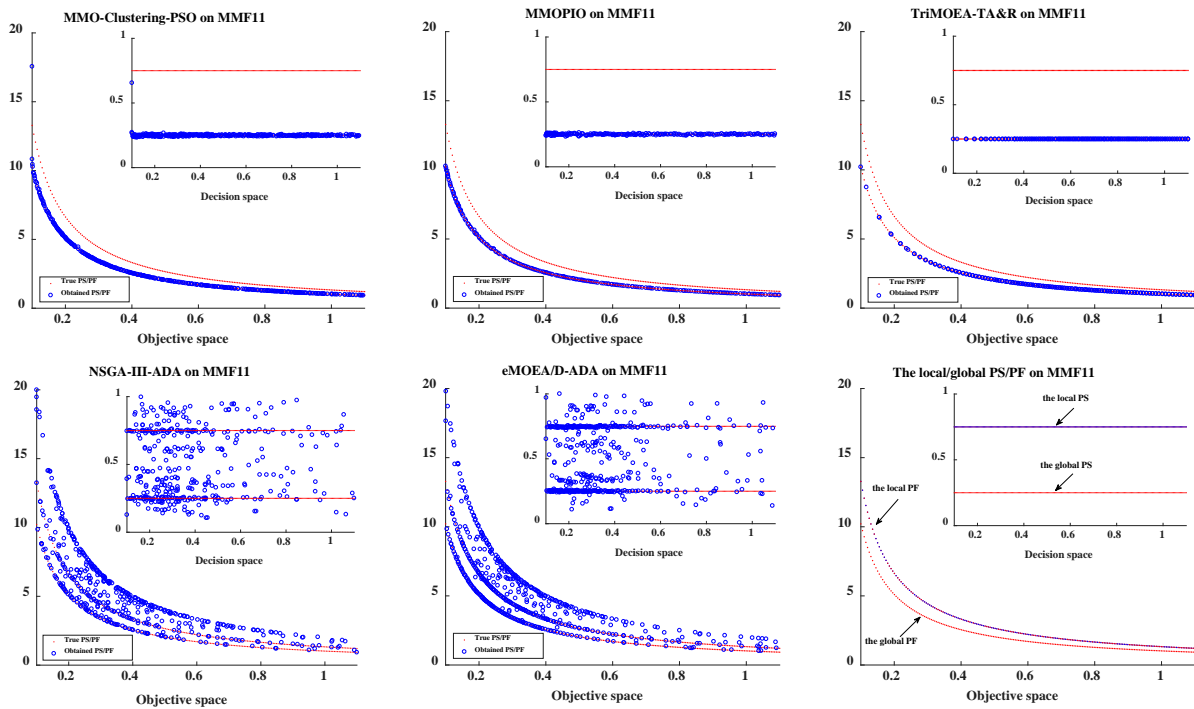 MMO-Clustering-PSO on MMF11
20
15
10
5
0
1
0.5
0
0.2 0.4 0.6 0.8 1
Decision space
True PS/PF
Obtained PS/PF
0.2 0.4 0.6 0.8 1
Objective space
MMOPIO on MMF11
20
15
10
5
0
1
0.5
0
0.2 0.4 0.6 0.8 1
Decision space
True PS/PF
Obtained PS/PF
0.2 0.4 0.6 0.8 1
Objective space
TriMOEA-TA&R on MMF11
20
15
10
5
0
1
0.5
0
0.2 0.4 0.6 0.8 1
Decision space
True PS/PF
Obtained PS/PF
0.2 0.4 0.6 0.8 1
Objective space
NSGA-III-ADA on MMF11
20
15
10
5
0
1
0.5
0
0.2 0.4 0.6 0.8 1
Decision space
True PS/PF
Obtained PS/PF
0.2 0.4 0.6 0.8 1
Objective space
eMOEA/D-ADA on MMF11
20
15
10
5
0
1
0.5
0
0.2 0.4 0.6 0.8 1
Decision space
True PS/PF
Obtained PS/PF
0.2 0.4 0.6 0.8 1
Objective space
The local/global PS/PF on MMF11
20
15
10
5
0
1
0.5
0
the local PS
the global PS
0.2 0.4 0.6 0.8 1
Decision space
the local PF
the global PF
0.2 0.4 0.6 0.8 1
Objective space